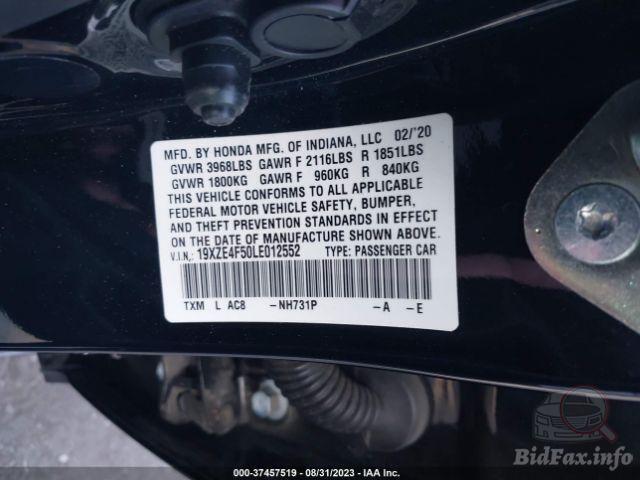 MFD. BY HONDA MFG. OF INDIANA, LLC 02/'20
GVWR 3968LBS GAWR F 2116LBS R 1851LBS
GVWR 1800KG GAWR F 960KG R 840KG
THIS VEHICLE CONFORMS TO ALL APPLICABLE
FEDERAL MOTOR VEHICLE SAFETY, BUMPER,
AND THEFT PREVENTION STANDARDS IN EFFECT
ON THE DATE OF MANUFACTURE SHOWN ABOVE.
V.I.N.: 19XZE4F50LE012552 TYPE: PASSENGER CAR
TXM L AC8 -NH731P -A -E
BidFax.info
000-37457519 - 08/31/2023 - IAA Inc.